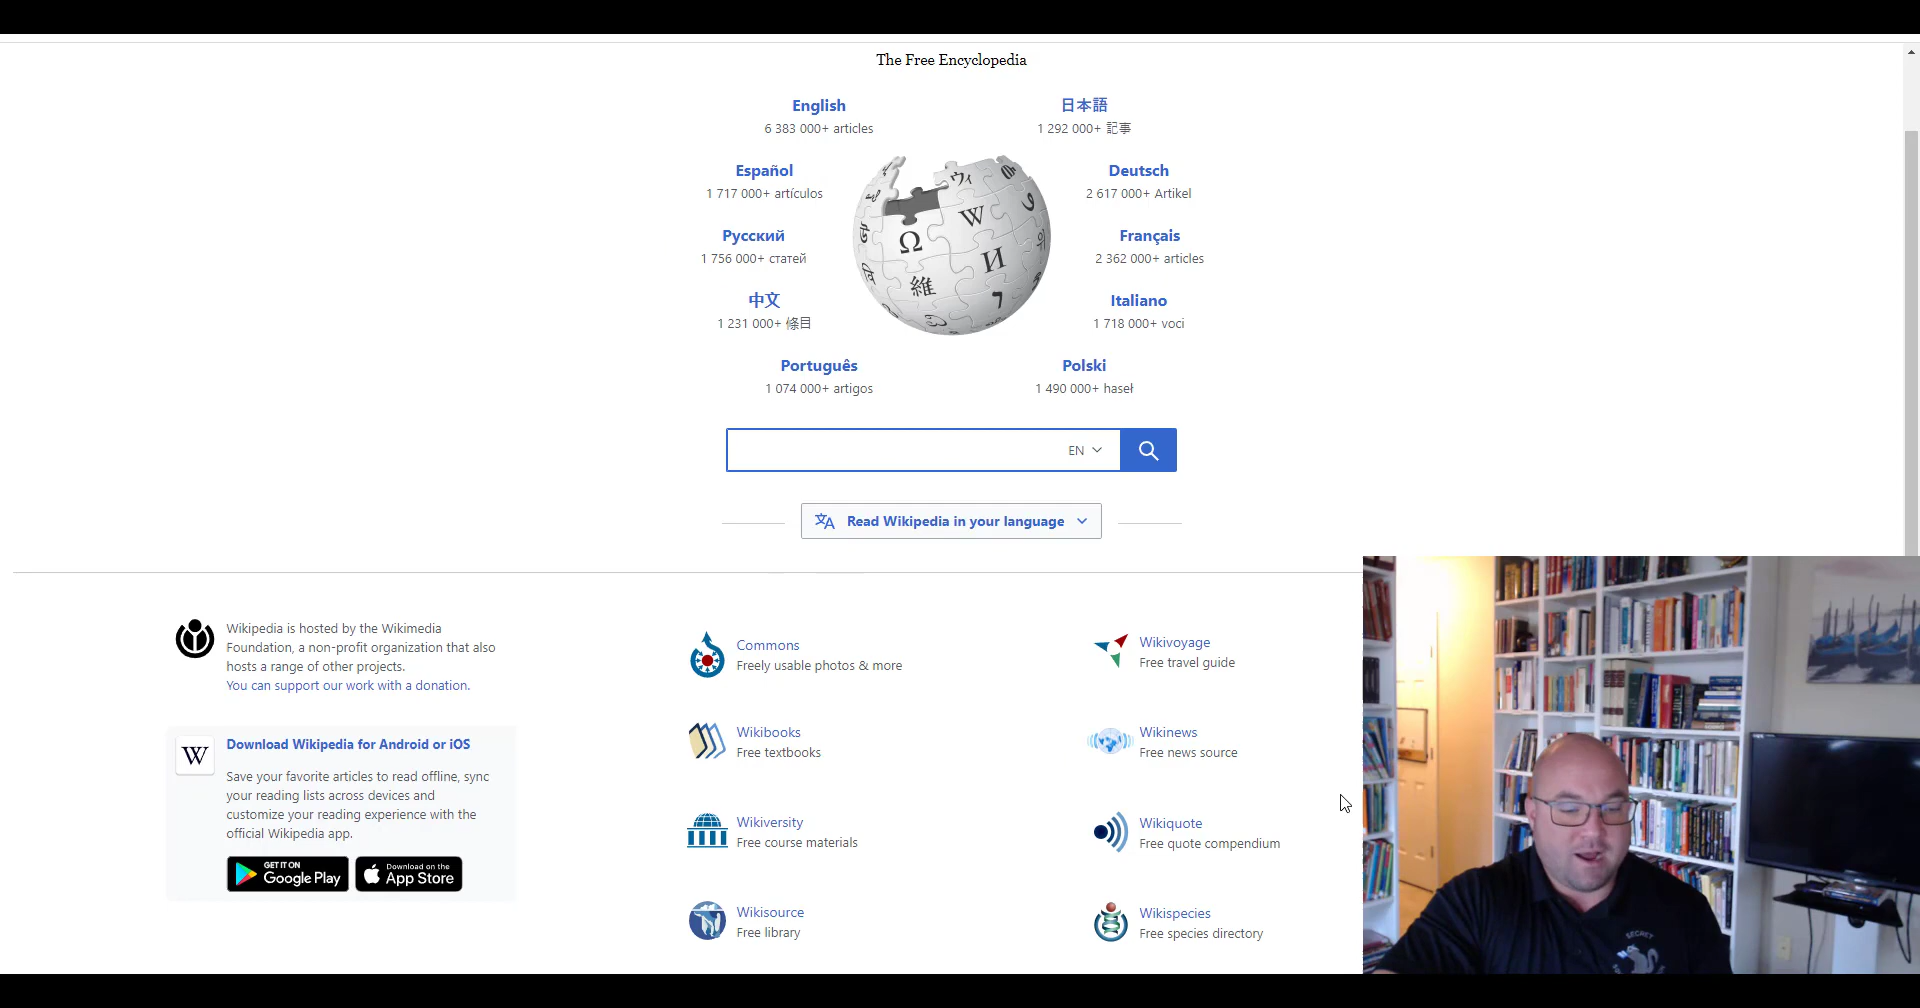 The Free Encyclopedia
English
6 383 000+ articles
日本語
1 292 000+ 記事
Español
1 717 000+ artículos
Deutsch
2 617 000+ Artikel
Русский
1 756 000+ статей
Français
2 362 000+ articles
中文
1 231 000+ 條目
Italiano
1 718 000+ voci
Português
1 074 000+ artigos
Polski
1 490 000+ haseł
Ω
W
И
維
ウィ
EN
Read Wikipedia in your language
Wikipedia is hosted by the Wikimedia
Foundation, a non-profit organization that also
hosts a range of other projects.
You can support our work with a donation.
W
Download Wikipedia for Android or iOS
Save your favorite articles to read offline, sync
your reading lists across devices and
customize your reading experience with the
official Wikipedia app.
GET IT ON
Google Play
Download on the
App Store
Commons
Freely usable photos & more
Wikivoyage
Free travel guide
Wikibooks
Free textbooks
Wikinews
Free news source
Wikiversity
Free course materials
Wikiquote
Free quote compendium
Wikisource
Free library
Wikispecies
Free species directory
SECRET